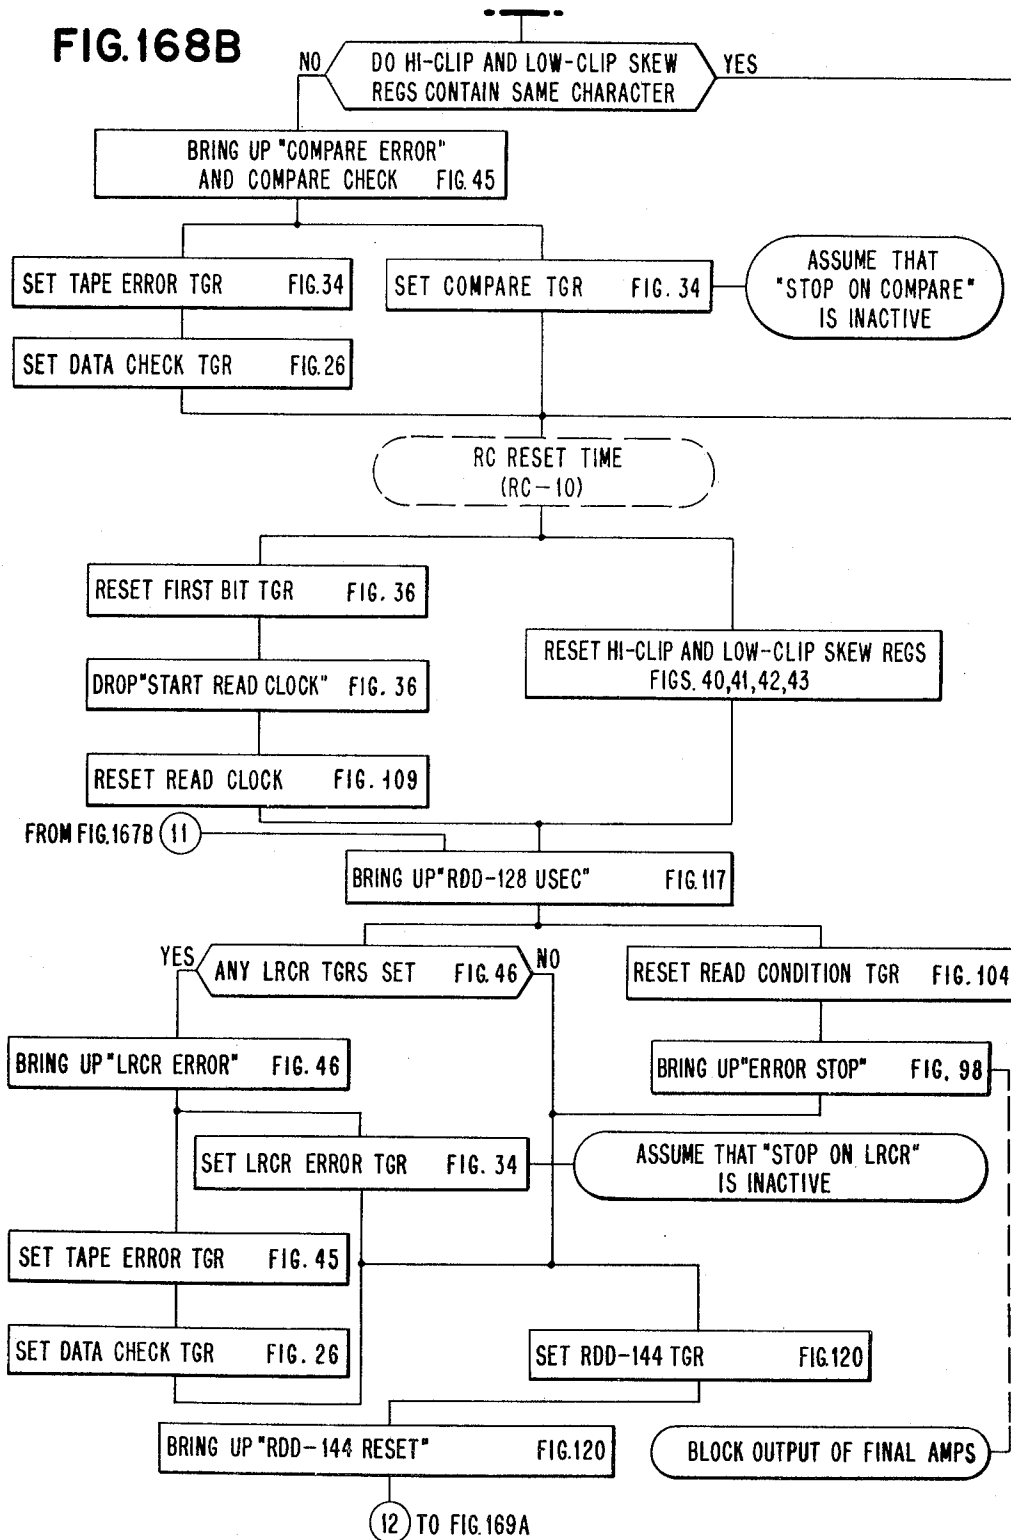 FIG.168B
NO
DO HI-CLIP AND LOW-CLIP SKEW
REGS CONTAIN SAME CHARACTER
YES
BRING UP "COMPARE ERROR"
AND COMPARE CHECK FIG. 45
SET TAPE ERROR TGR FIG.34
SET COMPARE TGR FIG. 34
ASSUME THAT
"STOP ON COMPARE"
IS INACTIVE
SET DATA CHECK TGR FIG.26
RC RESET TIME
(RC-10)
RESET FIRST BIT TGR FIG. 36
RESET HI-CLIP AND LOW-CLIP SKEW REGS
FIGS. 40,41,42,43
DROP "START READ CLOCK" FIG. 36
RESET READ CLOCK FIG. 109
FROM FIG.167B 11
BRING UP "RDD-128 USEC" FIG.117
YES
ANY LRCR TGRS SET FIG.46
NO
RESET READ CONDITION TGR FIG.104
BRING UP "LRCR ERROR" FIG. 46
BRING UP "ERROR STOP" FIG. 98
SET LRCR ERROR TGR FIG. 34
ASSUME THAT "STOP ON LRCR"
IS INACTIVE
SET TAPE ERROR TGR FIG.45
SET DATA CHECK TGR FIG. 26
SET RDD-144 TGR FIG.120
BRING UP "RDD-144 RESET" FIG.120
BLOCK OUTPUT OF FINAL AMPS
12 TO FIG.169A